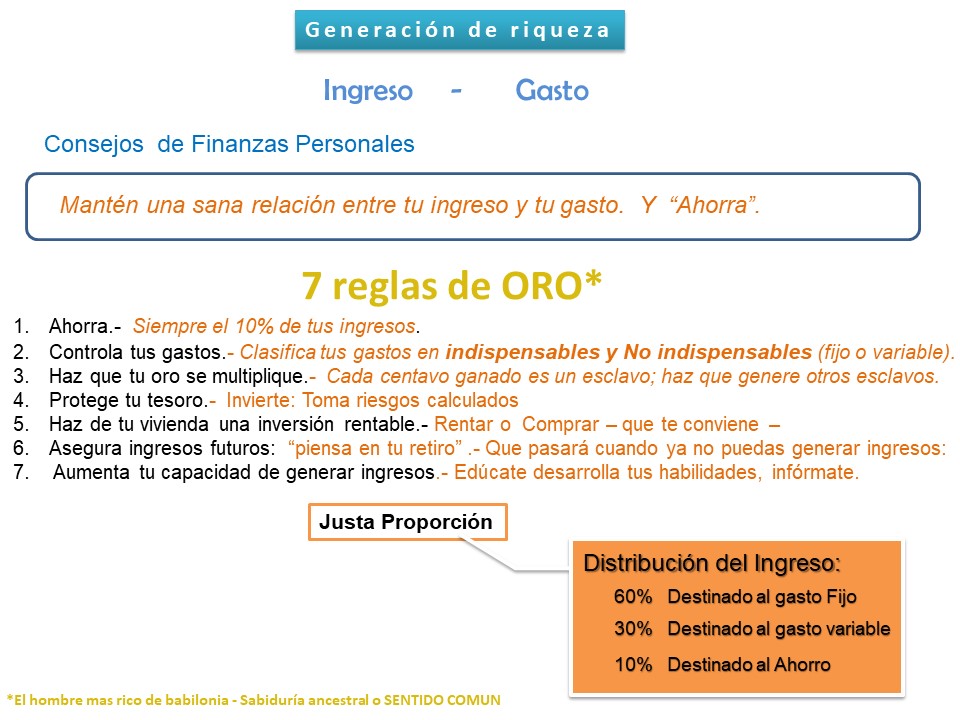 Generación de riqueza
Ingreso - Gasto
Consejos de Finanzas Personales
Mantén una sana relación entre tu ingreso y tu gasto. Y “Ahorra”.
7 reglas de ORO*
1. Ahorra.- Siempre el 10% de tus ingresos.
2. Controla tus gastos.- Clasifica tus gastos en indispensables y No indispensables (fijo o variable).
3. Haz que tu oro se multiplique.- Cada centavo ganado es un esclavo; haz que genere otros esclavos.
4. Protege tu tesoro.- Invierte: Toma riesgos calculados
5. Haz de tu vivienda una inversión rentable.- Rentar o Comprar – que te conviene –
6. Asegura ingresos futuros: “piensa en tu retiro” .- Que pasará cuando ya no puedas generar ingresos:
7. Aumenta tu capacidad de generar ingresos.- Edúcate desarrolla tus habilidades, infórmate.
Justa Proporción
Distribución del Ingreso:
60% Destinado al gasto Fijo
30% Destinado al gasto variable
10% Destinado al Ahorro
*El hombre mas rico de babilonia - Sabiduría ancestral o SENTIDO COMUN